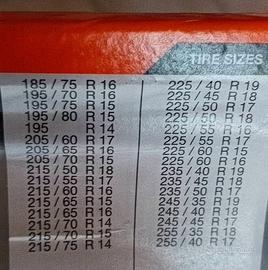 TIRE SIZES
185 / 75 R 16
195 / 70 R 16
195 / 75 R 15
195 / 80 R 15
195 R 14
205 / 60 R 17
205 / 65 R 16
205 / 70 R 15
215 / 50 R 18
215 / 55 R 17
215 / 60 R 16
215 / 65 R 16
215 / 70 R 14
215 / 70 R 15
215 / 75 R 14
225 / 40 R 19
225 / 45 R 18
225 / 50 R 17
225 / 50 R 18
225 / 55 R 16
225 / 55 R 17
225 / 60 R 15
225 / 60 R 16
235 / 40 R 19
235 / 45 R 18
235 / 50 R 17
245 / 35 R 19
245 / 40 R 18
245 / 45 R 17
255 / 35 R 18
255 / 40 R 17